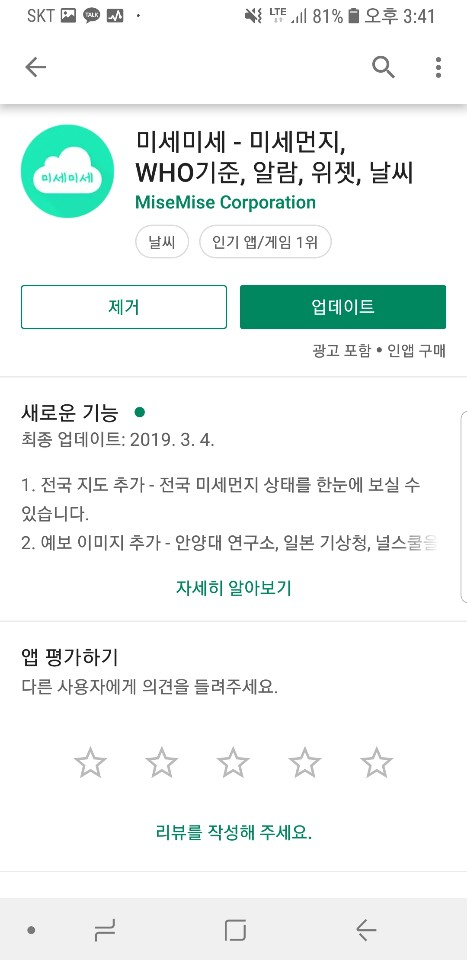 SKT TALK LTE 81% 오후 3:41
미세미세
미세미세 - 미세먼지,
WHO기준, 알람, 위젯, 날씨
MiseMise Corporation
날씨 인기 앱/게임 1위
제거 업데이트
광고 포함 • 인앱 구매
새로운 기능
최종 업데이트: 2019. 3. 4.
1. 전국 지도 추가 - 전국 미세먼지 상태를 한눈에 보실 수
있습니다.
2. 예보 이미지 추가 - 안양대 연구소, 일본 기상청, 널스쿨을
자세히 알아보기
앱 평가하기
다른 사용자에게 의견을 들려주세요.
리뷰를 작성해 주세요.